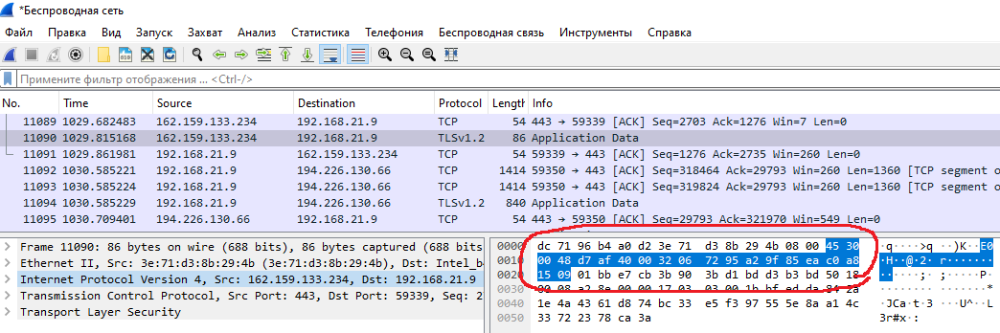 *Беспроводная сеть
Файл Правка Вид Запуск Захват Анализ Статистика Телефония Беспроводная связь Инструменты Справка
Примените фильтр отображения ... <Ctrl-/>
No. Time Source Destination Protocol Length Info
11089 1029.682483 162.159.133.234 192.168.21.9 TCP 54 443 → 59339 [ACK] Seq=2703 Ack=1276 Win=7 Len=0
11090 1029.815168 162.159.133.234 192.168.21.9 TLSv1.2 86 Application Data
11091 1029.861981 192.168.21.9 162.159.133.234 TCP 54 59339 → 443 [ACK] Seq=1276 Ack=2735 Win=260 Len=0
11092 1030.585221 192.168.21.9 194.226.130.66 TCP 1414 59350 → 443 [ACK] Seq=318464 Ack=29793 Win=260 Len=1360 [TCP segment o
11093 1030.585224 192.168.21.9 194.226.130.66 TCP 1414 59350 → 443 [ACK] Seq=319824 Ack=29793 Win=260 Len=1360 [TCP segment o
11094 1030.585229 192.168.21.9 194.226.130.66 TLSv1.2 840 Application Data
11095 1030.709401 194.226.130.66 192.168.21.9 TCP 54 443 → 59350 [ACK] Seq=29793 Ack=321970 Win=549 Len=0
Frame 11090: 86 bytes on wire (688 bits), 86 bytes captured (688 bits)
Ethernet II, Src: 3e:71:d3:8b:29:4b (3e:71:d3:8b:29:4b), Dst: Intel_b
Internet Protocol Version 4, Src: 162.159.133.234, Dst: 192.168.21.9
Transmission Control Protocol, Src Port: 443, Dst Port: 59339, Seq: 2
Transport Layer Security
0000 dc 71 96 b4 a0 d2 3e 71 d3 8b 29 4b 08 00 45 30 ·q····>q ··)K··E0
0010 00 48 d7 af 40 00 32 06 72 95 a2 9f 85 ea c0 a8 ·H··@·2· r·······
0020 15 09 01 bb e7 cb 3b 90 3b d1 bd d3 b3 bd 50 18 ······;· ;·····P·
0030 00 08 a2 8e 00 00 17 03 03 00 1b bf ed da 84 2a ········ ·······*
0040 1e 4a 43 61 d8 74 bc 33 e5 f3 97 55 5e 8a a1 4c ·JCa·t·3 ···U^··L
0050 33 72 23 78 ca 3a 3r#x·: